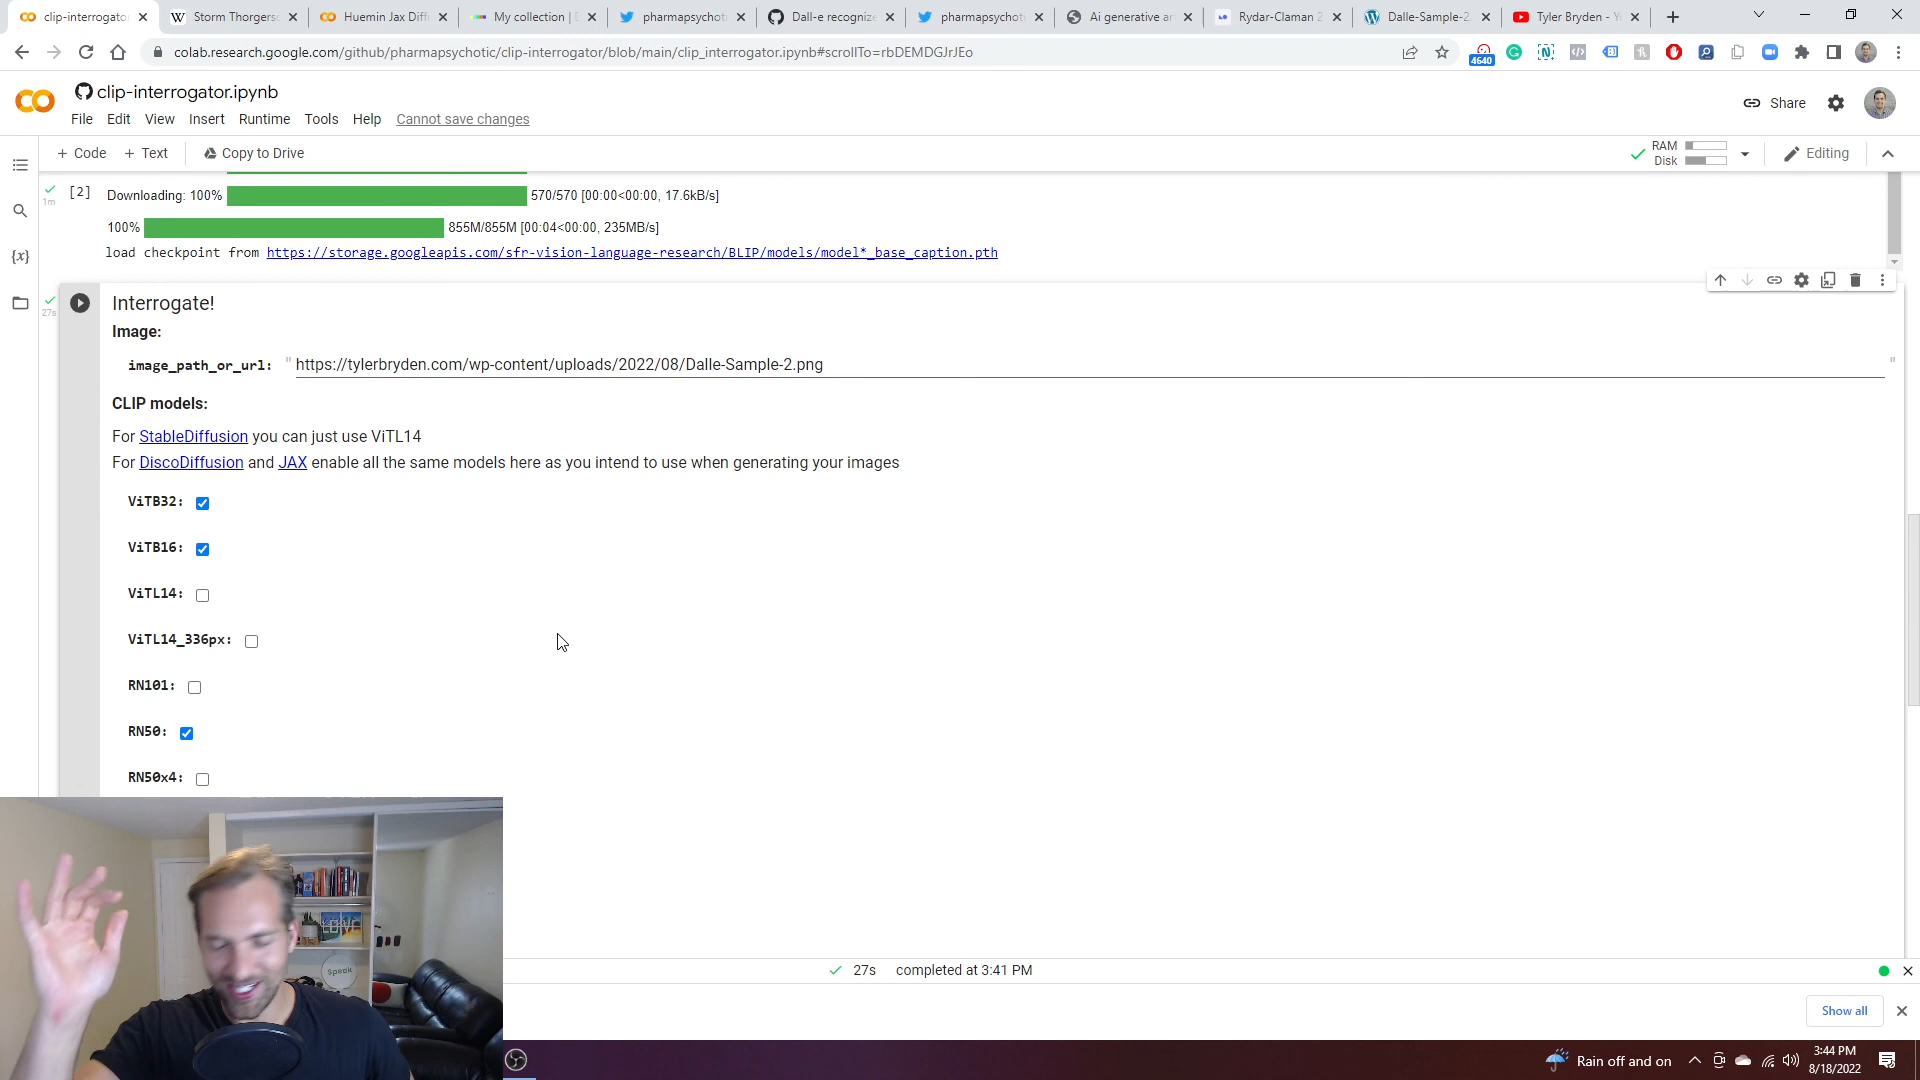 clip-interrogator
Storm Thorgers
Huemin Jax Diff
My collection |
pharmapsychot
Dall-e recognize
pharmapsychot
Ai generative ar
Rydar-Claman 2
Dalle-Sample-2
Tyler Bryden - Y
colab.research.google.com/github/pharmapsychotic/clip-interrogator/blob/main/clip_interrogator.ipynb#scrollTo=rbDEMDGJrJEo
4640
clip-interrogator.ipynb
File Edit View Insert Runtime Tools Help Cannot save changes
Share
+ Code + Text Copy to Drive
RAM
Disk
Editing
[2] Downloading: 100% 570/570 [00:00<00:00, 17.6kB/s]
1m
100% 855M/855M [00:04<00:00, 235MB/s]
load checkpoint from https://storage.googleapis.com/sfr-vision-language-research/BLIP/models/model*_base_caption.pth
{x}
27s
Interrogate!
Image:
image_path_or_url: " https://tylerbryden.com/wp-content/uploads/2022/08/Dalle-Sample-2.png "
CLIP models:
For StableDiffusion you can just use ViTL14
For DiscoDiffusion and JAX enable all the same models here as you intend to use when generating your images
ViTB32:
ViTB16:
ViTL14:
ViTL14_336px:
RN101:
RN50:
RN50x4:
Speak
27s completed at 3:41 PM
Show all
Rain off and on
3:44 PM
8/18/2022